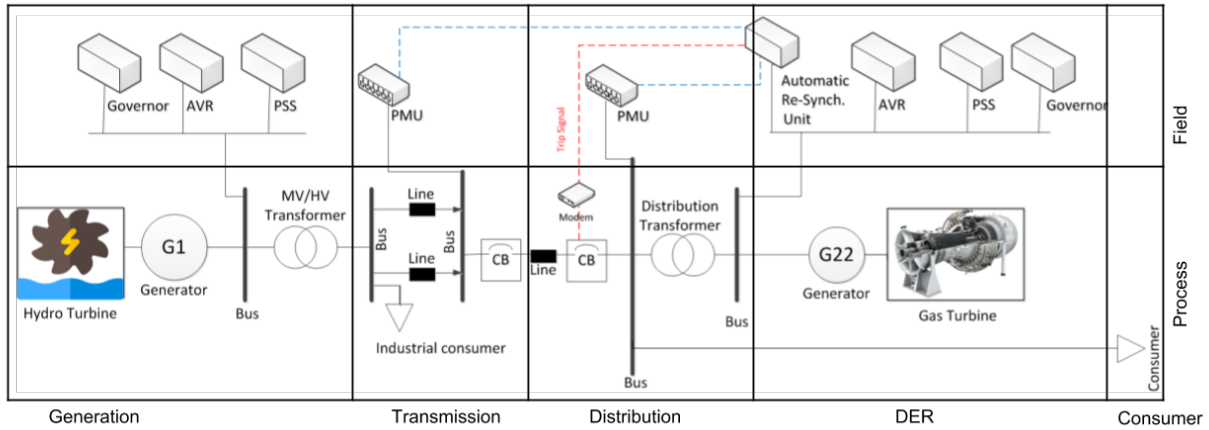 Governor
AVR
PSS
PMU
Trip Signal
PMU
Automatic
Re-Synch.
Unit
AVR
PSS
Governor
Field
Hydro Turbine
G1
Generator
Bus
MV/HV
Transformer
Bus
Line
Line
Bus
Industrial consumer
CB
Line
Modem
CB
Bus
Distribution
Transformer
Bus
G22
Generator
Gas Turbine
Consumer
Process
Generation
Transmission
Distribution
DER
Consumer